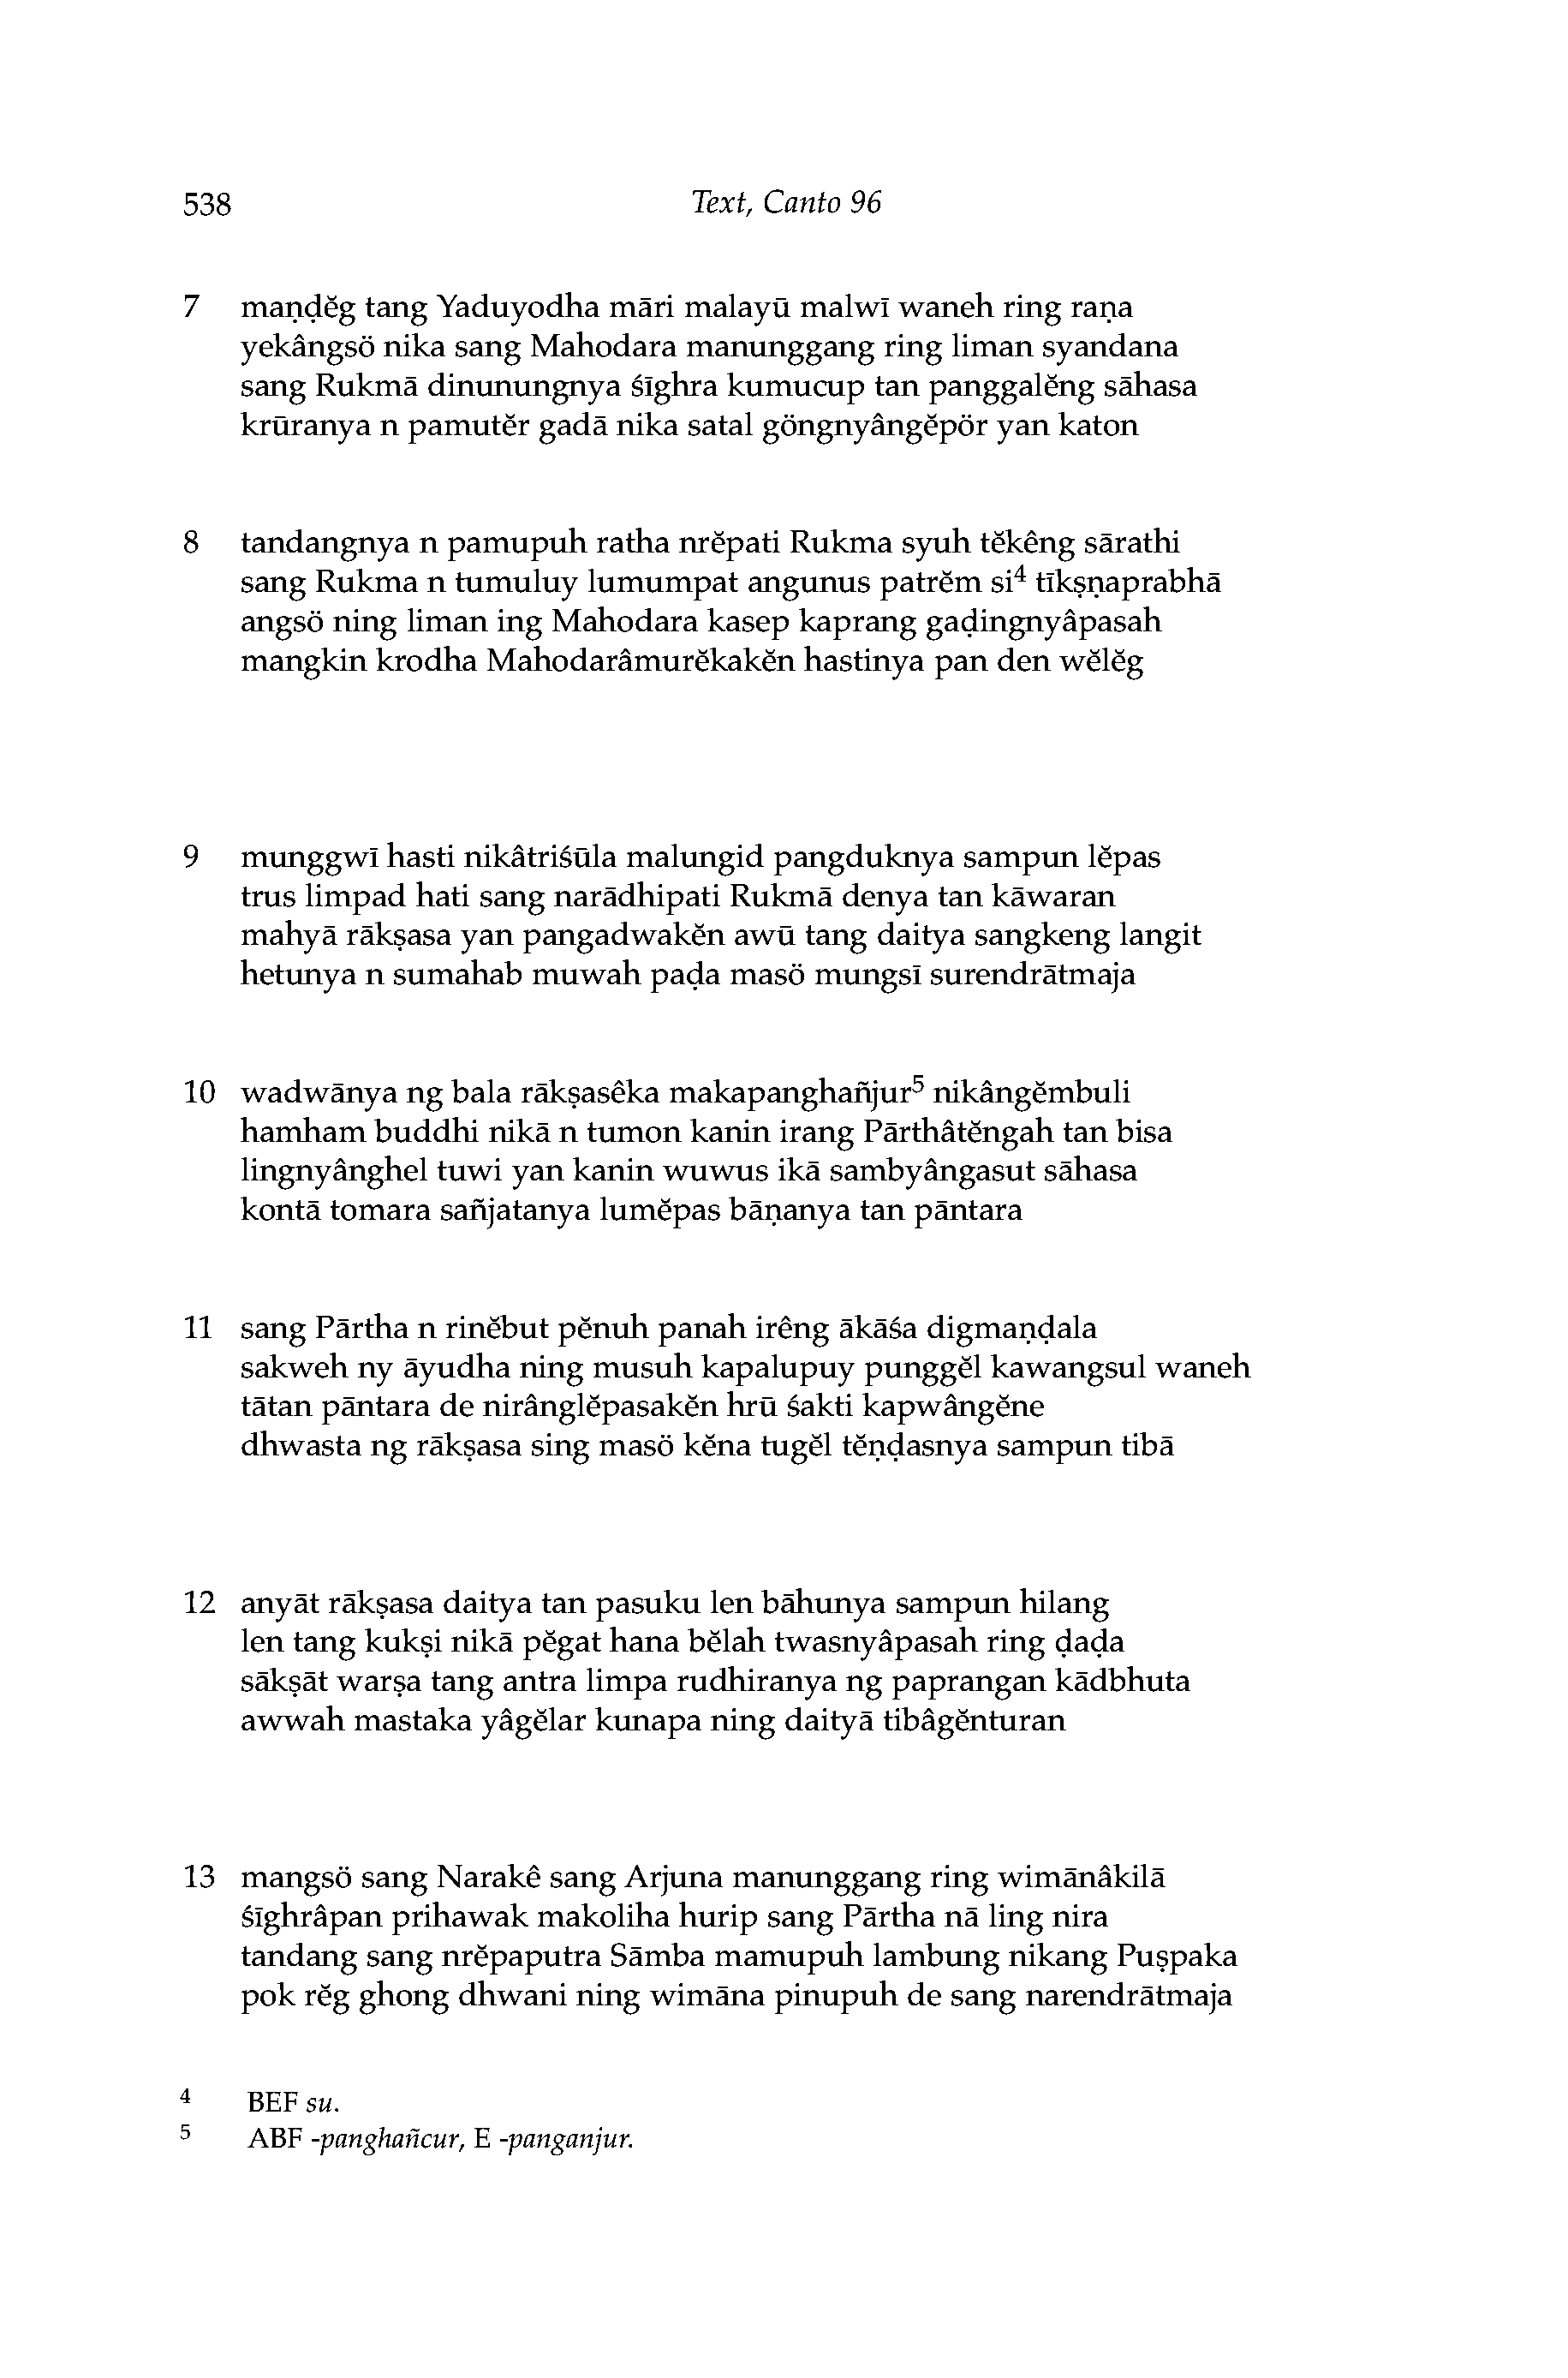 538 Text, Canto 96
7 maṇḍĕg tang Yaduyodha māri malayū malwī waneh ring raṇa
yekângsö nika sang Mahodara manunggang ring liman syandana
sang Rukmā dinunungnya śīghra kumucup tan panggalĕng sāhasa
krūranya n pamutĕr gadā nika satal göngnyângĕpör yan katon
8 tandangnya n pamupuh ratha nrĕpati Rukma syuh tĕkêng sārathi
sang Rukma n tumuluy lumumpat angunus patrĕm si⁴ tīkṣṇaprabhā
angsö ning liman ing Mahodara kasep kaprang gaḍingnyâpasah
mangkin krodha Mahodarâmurĕkakĕn hastinya pan den wĕlĕg
9 munggwī hasti nikâtriśūla malungid pangduknya sampun lĕpas
trus limpad hati sang narādhipati Rukmā denya tan kāwaran
mahyā rākṣasa yan pangadwakĕn awū tang daitya sangkeng langit
hetunya n sumahab muwah paḍa masö mungsī surendrātmaja
10 wadwānya ng bala rākṣasêka makapanghañjur⁵ nikângĕmbuli
hamham buddhi nikā n tumon kanin irang Pārthâtĕngah tan bisa
lingnyânghel tuwi yan kanin wuwus ikā sambyângasut sāhasa
kontā tomara sañjatanya lumĕpas bāṇanya tan pāntara
11 sang Pārtha n rinĕbut pĕnuh panah irêng ākāśa digmaṇḍala
sakweh ny āyudha ning musuh kapalupuy punggĕl kawangsul waneh
tātan pāntara de nirânglĕpasakĕn hrū śakti kapwângĕne
dhwasta ng rākṣasa sing masö kĕna tugĕl tĕṇḍasnya sampun tibā
12 anyāt rākṣasa daitya tan pasuku len bāhunya sampun hilang
len tang kukṣi nikā pĕgat hana bĕlah twasnyâpasah ring ḍaḍa
sākṣāt warṣa tang antra limpa rudhiranya ng paprangan kādbhuta
awwah mastaka yâgĕlar kunapa ning daityā tibâgĕnturan
13 mangsö sang Narakê sang Arjuna manunggang ring wimānâkilā
śīghrâpan prihawak makoliha hurip sang Pārtha nā ling nira
tandang sang nrĕpaputra Sāmba mamupuh lambung nikang Puṣpaka
pok rĕg ghong dhwani ning wimāna pinupuh de sang narendrātmaja
4 BEF su.
5 ABF -panghañcur, E -panganjur.